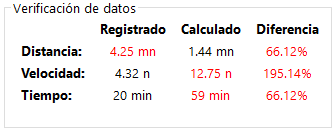 Verificación de datos
Registrado Calculado Diferencia
Distancia: 4.25 mn 1.44 mn 66.12%
Velocidad: 4.32 n 12.75 n 195.14%
Tiempo: 20 min 59 min 66.12%